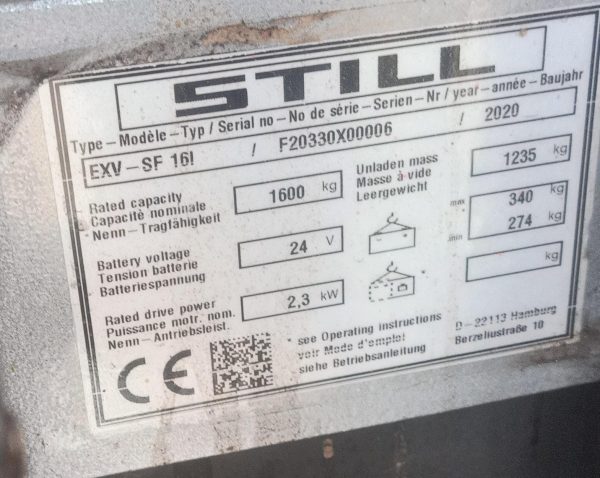 STILL
Type – Modèle – Typ / Serial no – No de série – Serien – Nr / year – année – Baujahr
EXV – SF 16I / F20330X00006 / 2020
Rated capacity
Capacité nominale
*Nenn – Tragfähigkeit
1600 kg
Unladen mass
Masse à vide
Leergewicht
1235 kg
Battery voltage
Tension batterie
Batteriespannung
24 V
max 340 kg
min 274 kg
Rated drive power
Puissance motr. nom.
Nenn – Antriebsleist.
2,3 kW
kg
CE
* see Operating instructions
voir Mode d'emploi
siehe Betriebsanleitung
D – 22113 Hamburg
Berzeliustraße 10